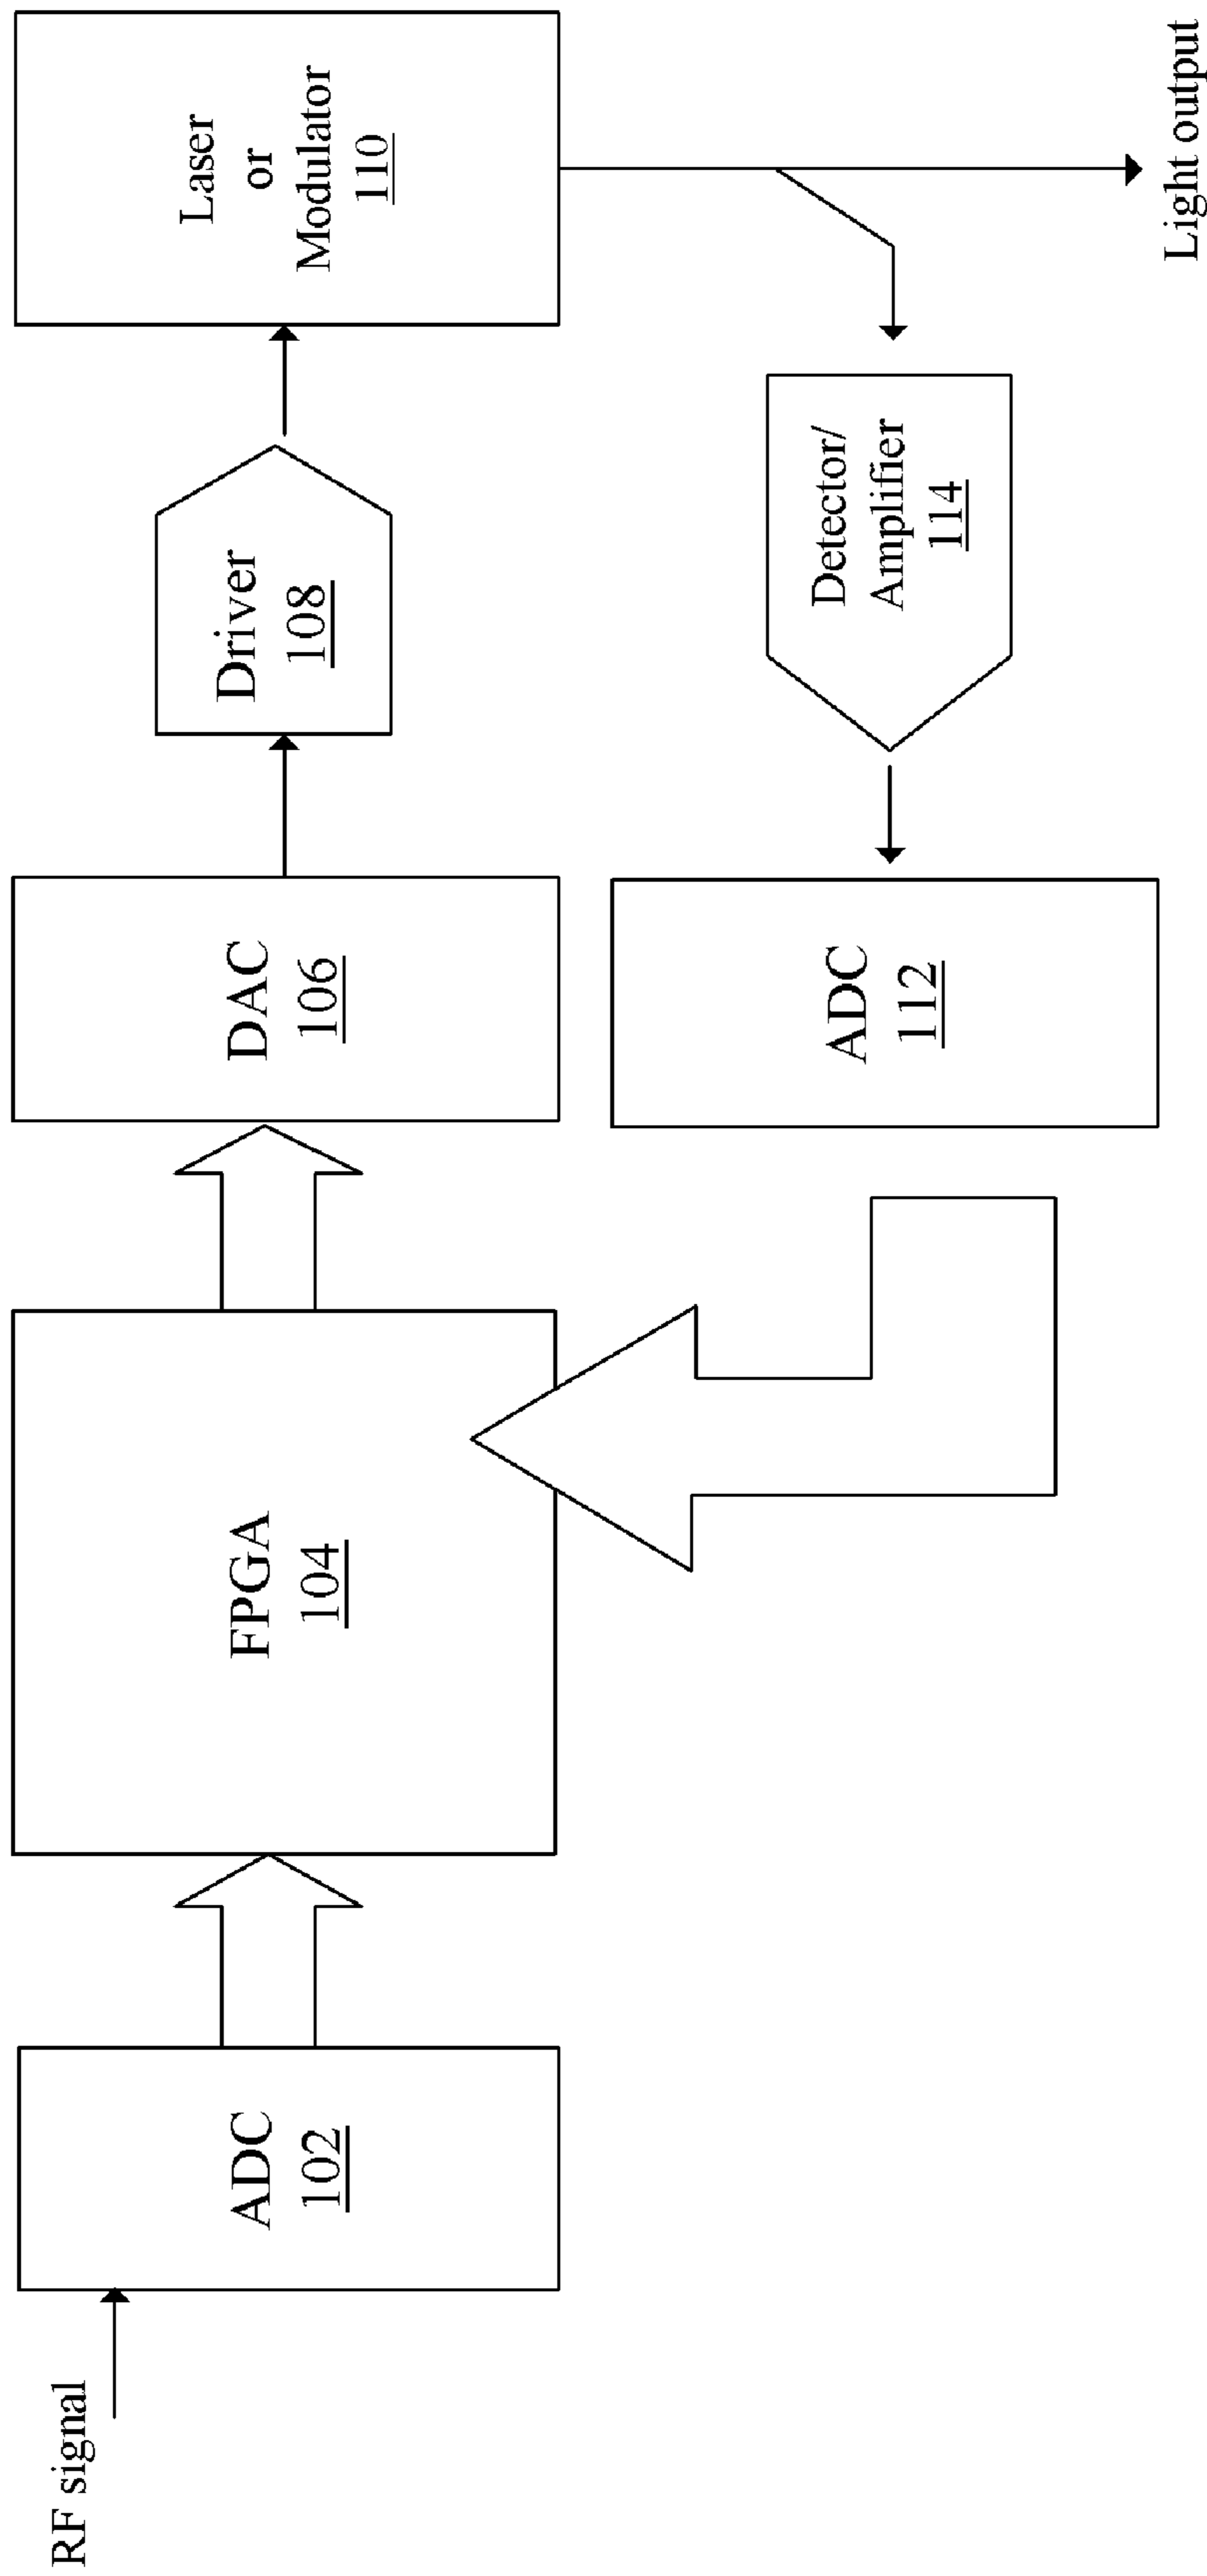 RF signal
ADC
102
FPGA
104
DAC
106
Driver
108
Laser
or
Modulator
110
ADC
112
Detector/
Amplifier
114
Light output